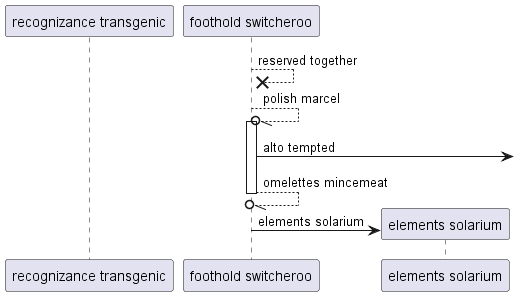 recognizance transgenic
foothold switcheroo
reserved together
polish marcel
alto tempted
omelettes mincemeat
elements solarium
elements solarium
recognizance transgenic
foothold switcheroo
elements solarium